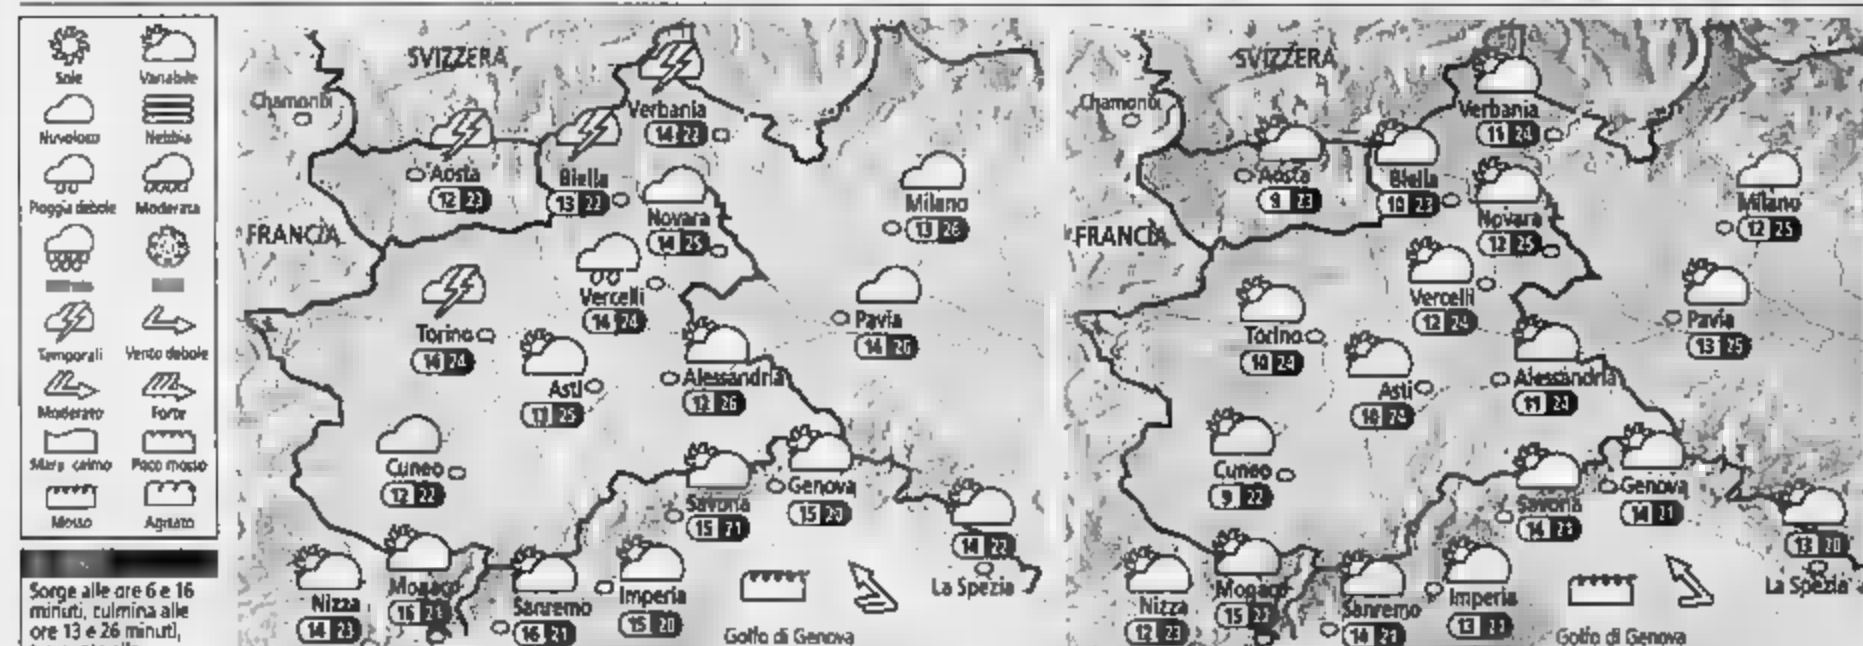 Sole Variabile
Nuvoloso Nebbia
Pioggia debole Moderata
Temporali Vento debole
Moderato Forte
Mare calmo Poco mosso
Mosso Agitato
Sorge alle ore 6 e 16
minuti, culmina alle
ore 13 e 26 minuti,
SVIZZERA
Chamonix
Verbania
14 22
Aosta
12 23
Biella
13 22
Novara
14 25
Milano
13 26
FRANCIA
Vercelli
14 24
Torino
14 24
Pavia
14 26
Asti
13 25
Alessandria
12 26
Cuneo
12 22
Savona
15 21
Genova
15 20
14 22
La Spezia
Nizza
14 23
Monaco
16 21
Sanremo
16 21
Imperia
15 20
Golfo di Genova
SVIZZERA
Chamonix
Verbania
11 24
Aosta
9 23
Biella
10 23
Novara
12 25
Milano
12 25
FRANCIA
Vercelli
12 24
Torino
10 24
Pavia
13 25
Asti
10 24
Alessandria
11 24
Cuneo
9 22
Savona
14 21
Genova
14 21
13 20
La Spezia
Nizza
12 23
Monaco
15
Sanremo
14 21
Imperia
13
Golfo di Genova